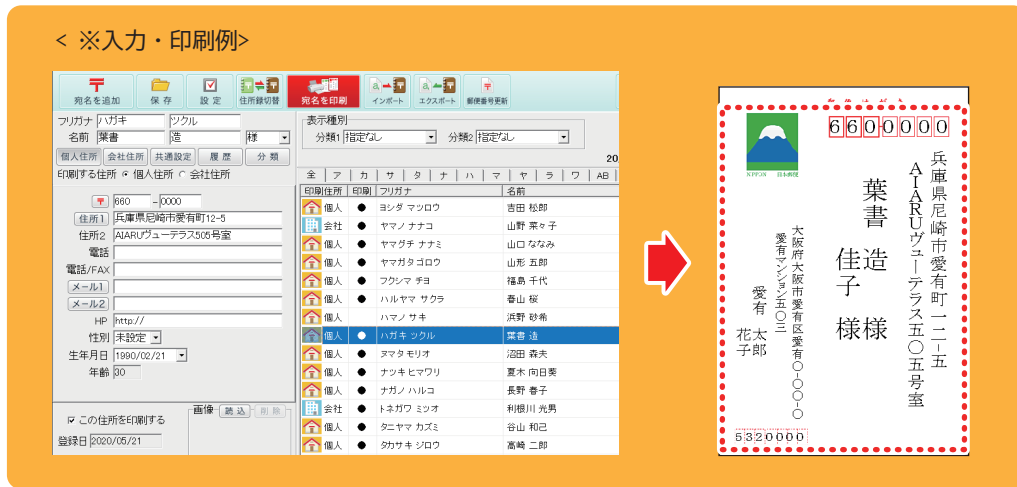 < ※入力・印刷例>
〒 宛名を追加 保存 設定 住所録切替 宛名を印刷 インポート エクスポート 郵便番号更新
フリガナ ハガキ ツクル
名前 葉書 造 様
個人住所 会社住所 共通設定 履歴 分類
印刷する住所 個人住所 会社住所
〒 660 - 0000
住所1 兵庫県尼崎市愛有町12-5
住所2 AIARUヴューテラス505号室
電話
電話/FAX
メール1
メール2
HP http://
性別 未設定
生年月日 1990/02/21
年齢 30
この住所を印刷する
登録日 2020/05/21
画像 読込 削除
表示種別
分類1 指定なし 分類2 指定なし
20
全 ア カ サ タ ナ ハ マ ヤ ラ ワ AB
印刷住所 印刷 フリガナ 名前
個人 ● ヨシダ マツロウ 吉田 松郎
会社 ● ヤマノ ナナコ 山野 菜々子
個人 ● ヤマグチ ナナミ 山口 ななみ
個人 ● ヤマガタ ゴロウ 山形 五郎
個人 ● フクシマ チヨ 福島 千代
個人 ● ハルヤマ サクラ 春山 桜
個人 ハマノ サキ 浜野 砂希
個人 ● ハガキ ツクル 葉書 造
個人 ● ヌマタ モリオ 沼田 森夫
個人 ● ナツキ ヒマワリ 夏木 向日葵
個人 ● ナガノ ハルコ 長野 春子
会社 ● トネガワ ミツオ 利根川 光男
個人 ● タニヤマ カズミ 谷山 和己
個人 ● タカサキ ジロウ 高崎 二郎
NIPPON 日本郵便
6600000
兵庫県尼崎市愛有町一二ー五
AIARUヴューテラス五〇五号室
葉書 造 様
佳子 様
大阪府大阪市愛有区愛有〇-〇〇-〇
愛有マンション五〇三
愛有 太郎
花子
5320000